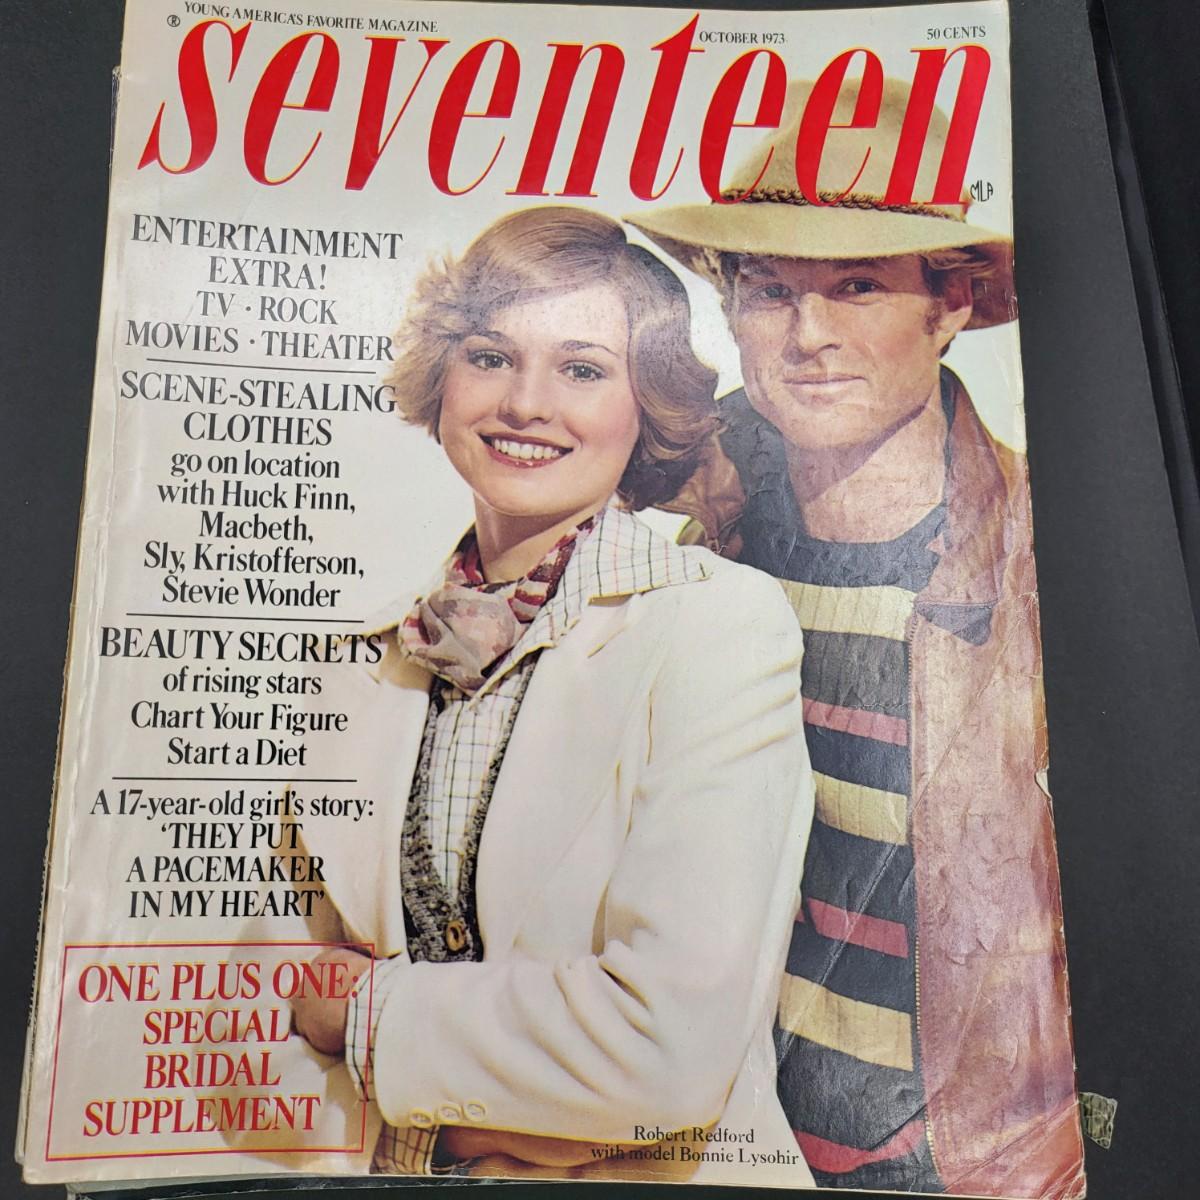 YOUNG AMERICA'S FAVORITE MAGAZINE
®
seventeen
OCTOBER 1973
50 CENTS
MLA
ENTERTAINMENT
EXTRA!
TV · ROCK
MOVIES · THEATER
SCENE-STEALING
CLOTHES
go on location
with Huck Finn,
Macbeth,
Sly, Kristofferson,
Stevie Wonder
BEAUTY SECRETS
of rising stars
Chart Your Figure
Start a Diet
A 17-year-old girl's story:
'THEY PUT
A PACEMAKER
IN MY HEART'
ONE PLUS ONE:
SPECIAL
BRIDAL
SUPPLEMENT
Robert Redford
with model Bonnie Lysohir